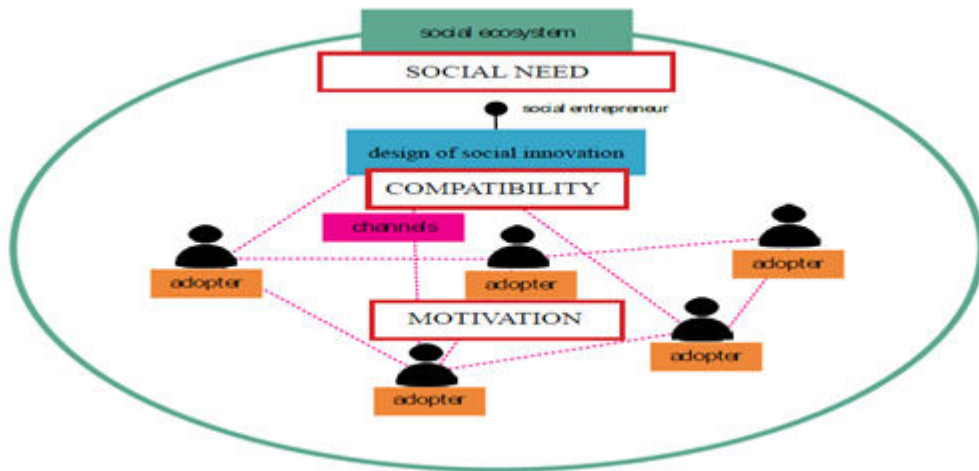 social ecosystem
SOCIAL NEED
social entrepreneur
design of social innovation
COMPATIBILITY
channels
adopter
adopter
adopter
MOTIVATION
adopter
adopter